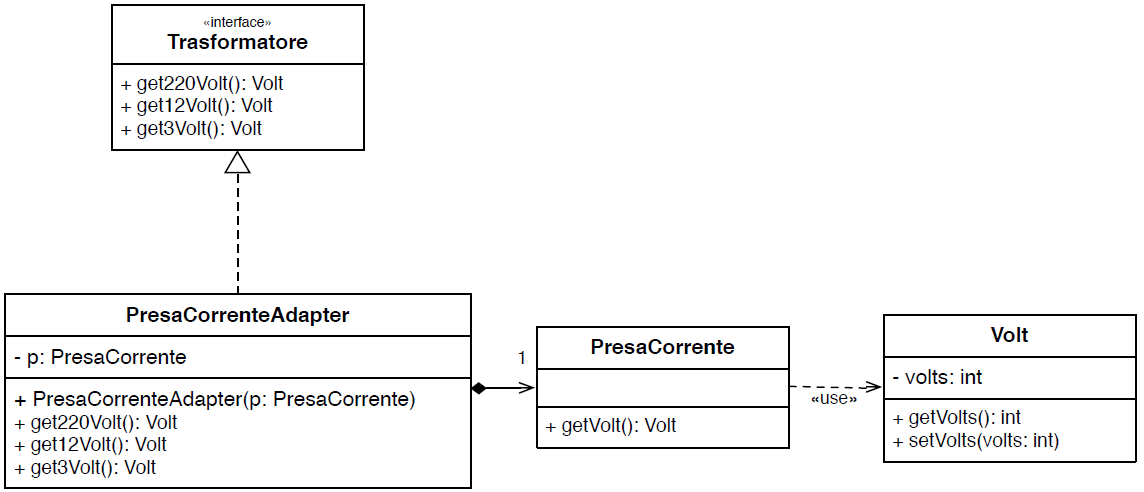 «interface»
Trasformatore
+ get220Volt(): Volt
+ get12Volt(): Volt
+ get3Volt(): Volt
PresaCorrenteAdapter
- p: PresaCorrente
+ PresaCorrenteAdapter(p: PresaCorrente)
+ get220Volt(): Volt
+ get12Volt(): Volt
+ get3Volt(): Volt
1
PresaCorrente
+ getVolt(): Volt
«use»
Volt
- volts: int
+ getVolts(): int
+ setVolts(volts: int)